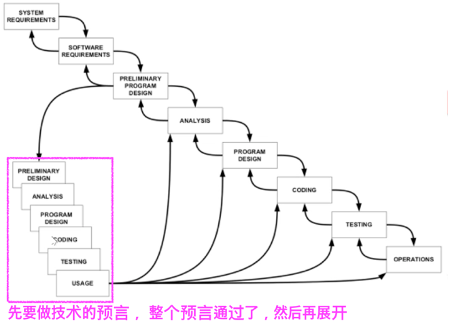 SYSTEM
REQUIREMENTS
SOFTWARE
REQUIREMENTS
PRELIMINARY
PROGRAM
DESIGN
ANALYSIS
PROGRAM
DESIGN
CODING
TESTING
OPERATIONS
PRELIMINARY
DESIGN
ANALYSIS
PROGRAM
DESIGN
CODING
TESTING
USAGE
先要做技术的预言，整个预言通过了，然后再展开